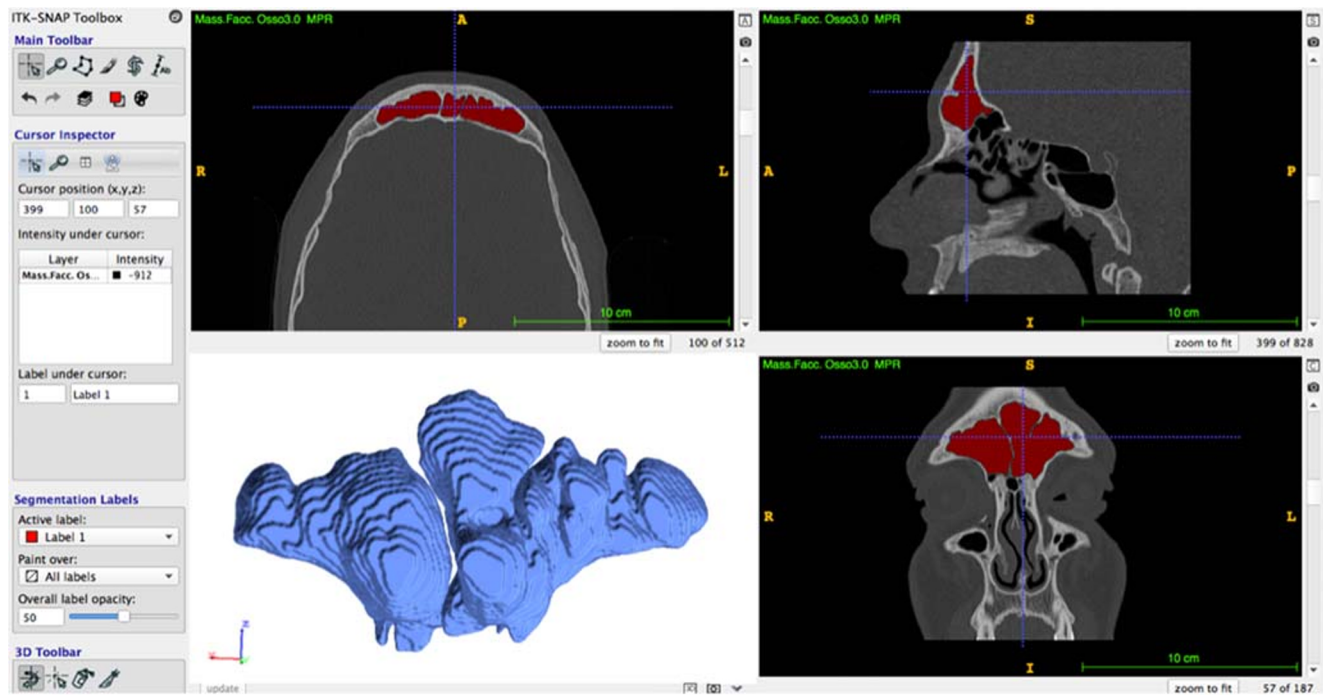 ITK-SNAP Toolbox
Main Toolbar
Cursor Inspector
Cursor position (x,y,z):
399 100 57
Intensity under cursor:
Layer Intensity
Mass.Facc. Os... -912
Label under cursor:
1 Label 1
Segmentation Labels
Active label:
Label 1
Paint over:
All labels
Overall label opacity:
50
3D Toolbar
Mass.Facc. Osso3.0 MPR
A
R
L
P
10 cm
A
zoom to fit 100 of 512
Mass.Facc. Osso3.0 MPR
S
A
P
I
10 cm
S
zoom to fit 399 of 828
update
Mass.Facc. Osso3.0 MPR
S
R
L
I
10 cm
C
zoom to fit 57 of 187